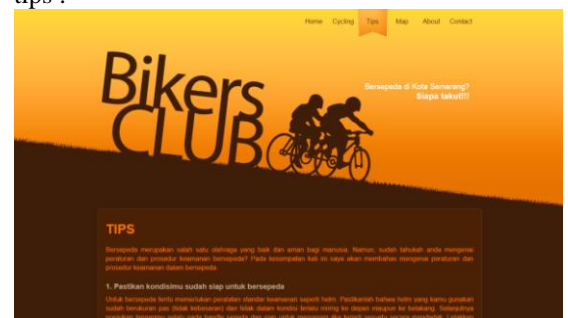 tips .
Home Cycling Tips Map About Contact
Bikers
CLUB
Bersepeda di Kota Semarang?
Siapa takut!!!
TIPS
Bersepeda merupakan salah satu olahraga yang baik dan aman bagi manusia. Namun, sudah tahukah anda mengenai
peraturan dan prosedur keamanan bersepeda? Pada kesempatan kali ini saya akan membahas mengenai peraturan dan
prosedur keamanan dalam bersepeda.
1. Pastikan kondisimu sudah siap untuk bersepeda
Untuk bersepeda tentu memerlukan peralatan standar keamanan seperti helm. Pastikanlah bahwa helm yang kamu gunakan
sudah berukuran pas (tidak kebesaran) dan tidak dalam kondisi terlalu miring ke depan maupun ke belakang. Selanjutnya